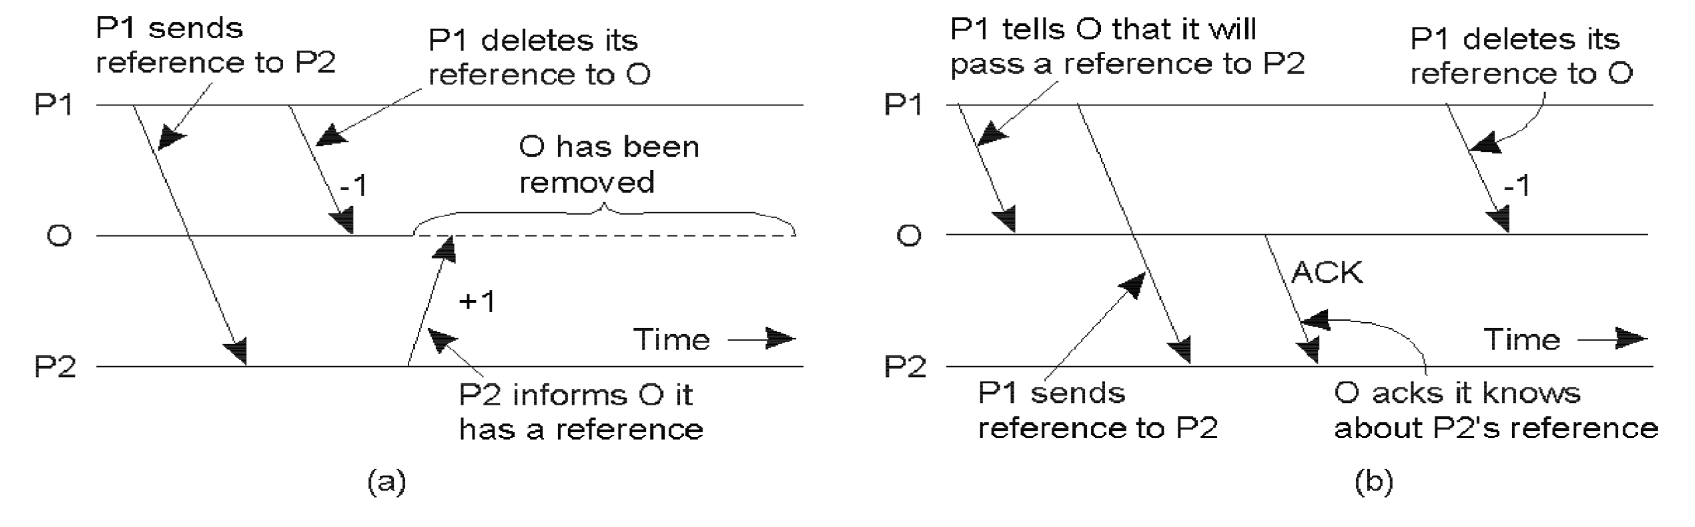 P1 sends
reference to P2
P1 deletes its
reference to O
P1
O has been
removed
-1
O
+1
Time
P2
P2 informs O it
has a reference
(a)
P1 tells O that it will
pass a reference to P2
P1 deletes its
reference to O
P1
-1
O
ACK
Time
P2
P1 sends
reference to P2
O acks it knows
about P2's reference
(b)